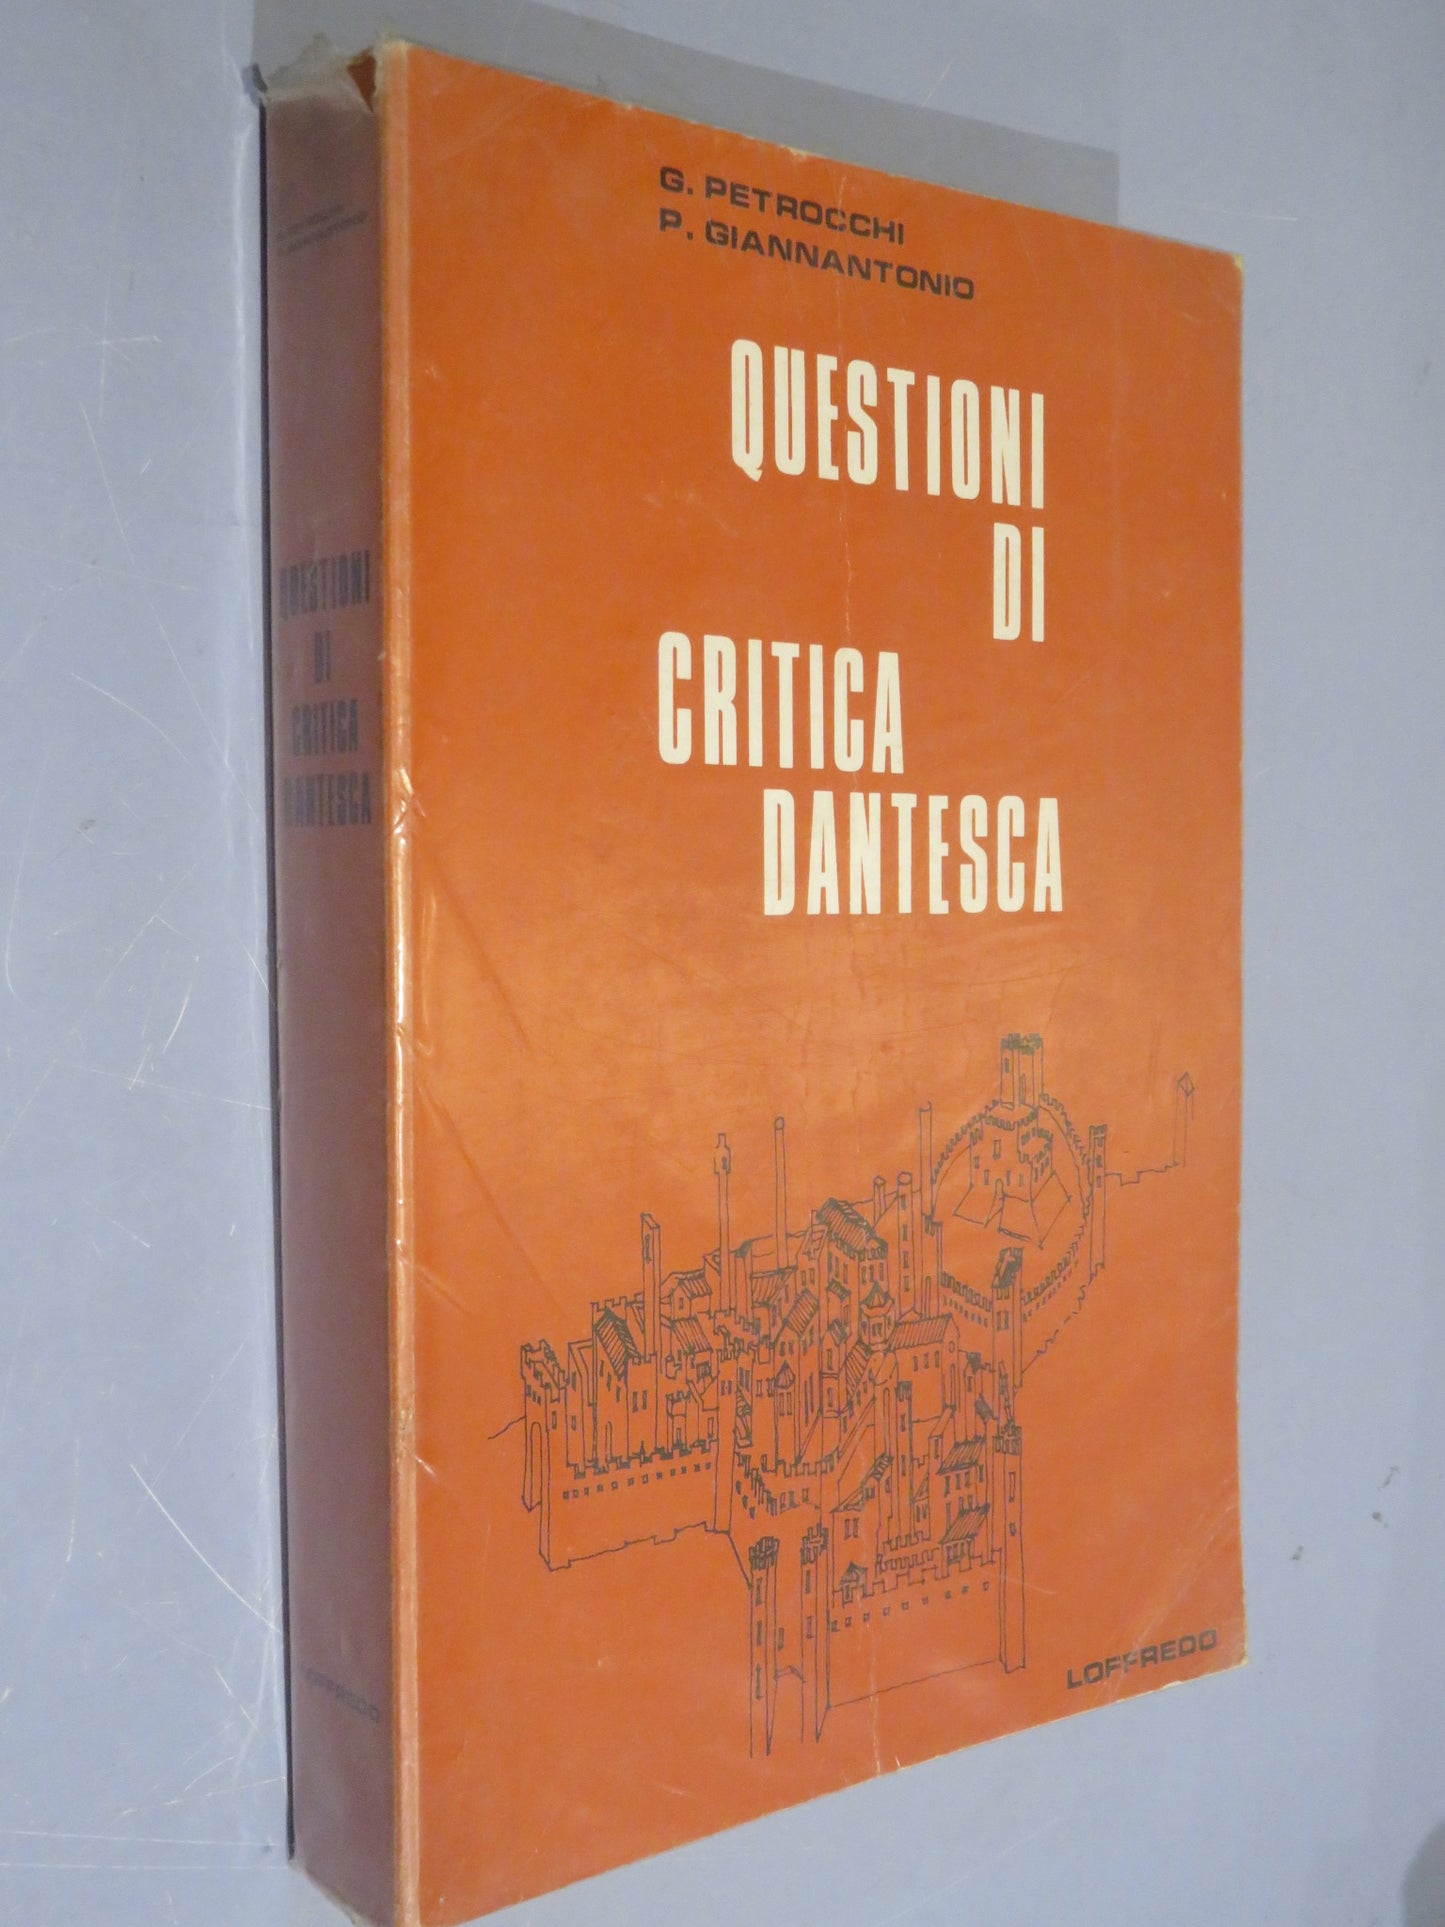 G. PETROCCHI
P. GIANNANTONIO
QUESTIONI
DI
CRITICA
DANTESCA
LOFFREDO
QUESTIONI
DI
CRITICA
DANTESCA
LOFFREDO